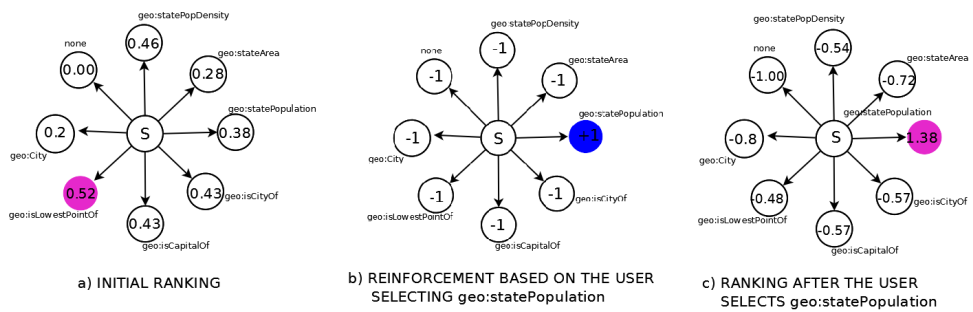 geo:statePopDensity
0.46
none
0.00
geo:stateArea
0.28
geo:statePopulation
0.38
0.2
S
geo:City
0.52
geo:isLowestPointOf
0.43
geo:isCityOf
0.43
geo:isCapitalOf
a) INITIAL RANKING
geo:statePopDensity
-1
none
-1
geo:stateArea
-1
geo:statePopulation
+1
-1
S
geo:City
-1
geo:isLowestPointOf
-1
geo:isCityOf
-1
geo:isCapitalOf
b) REINFORCEMENT BASED ON THE USER
SELECTING geo:statePopulation
geo:statePopDensity
-0.54
none
-1.00
geo:stateArea
-0.72
geo:statePopulation
1.38
-0.8
S
geo:City
-0.48
geo:isLowestPointOf
-0.57
geo:isCityOf
-0.57
geo:isCapitalOf
c) RANKING AFTER THE USER
SELECTS geo:statePopulation